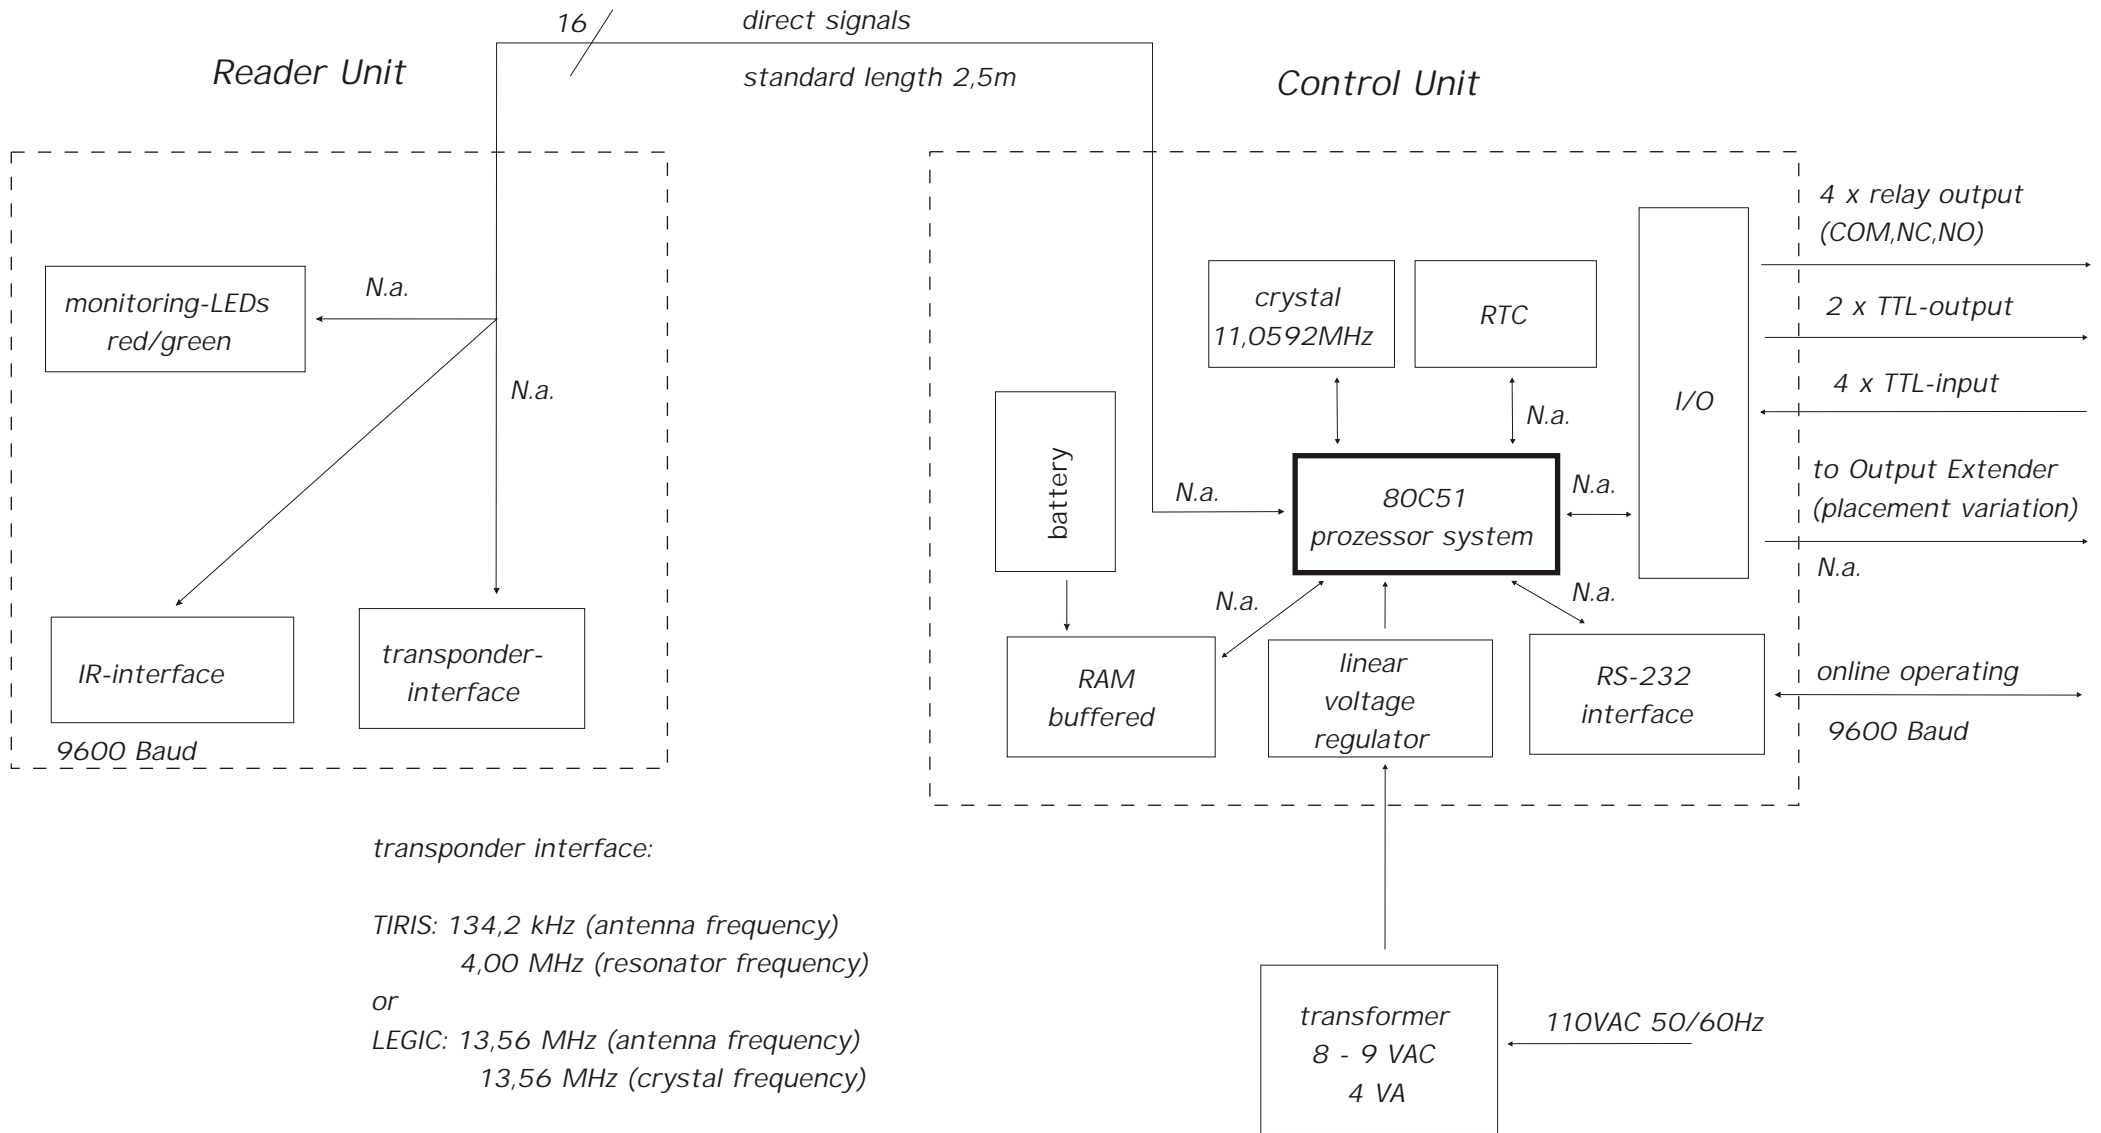 16
direct signals
Reader Unit
standard length 2,5m
Control Unit
monitoring-LEDs
red/green
N.a.
N.a.
IR-interface
9600 Baud
transponder-
interface
crystal
11,0592MHz
RTC
N.a.
battery
N.a.
80C51
prozessor system
N.a.
I/O
4 x relay output
(COM,NC,NO)
2 x TTL-output
4 x TTL-input
to Output Extender
(placement variation)
N.a.
N.a.
N.a.
RAM
buffered
linear
voltage
regulator
RS-232
interface
online operating
9600 Baud
transponder interface:
TIRIS: 134,2 kHz (antenna frequency)
4,00 MHz (resonator frequency)
or
LEGIC: 13,56 MHz (antenna frequency)
13,56 MHz (crystal frequency)
transformer
8 - 9 VAC
4 VA
110VAC 50/60Hz